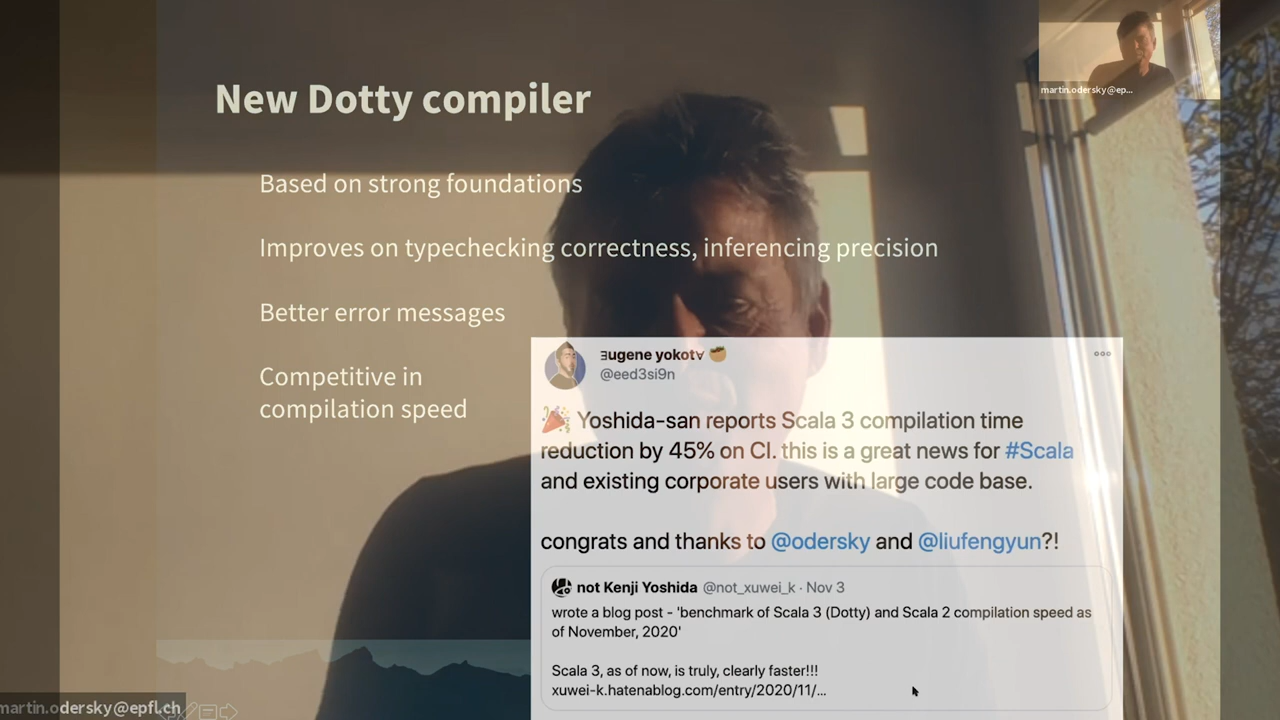 New Dotty compiler
martin.odersky@ep...
Based on strong foundations
Improves on typechecking correctness, inferencing precision
Better error messages
Competitive in
compilation speed
∃ugene yokot∀
@eed3si9n
Yoshida-san reports Scala 3 compilation time
reduction by 45% on CI. this is a great news for #Scala
and existing corporate users with large code base.
congrats and thanks to @odersky and @liufengyun?!
not Kenji Yoshida @not_xuwei_k · Nov 3
wrote a blog post - 'benchmark of Scala 3 (Dotty) and Scala 2 compilation speed as
of November, 2020'
Scala 3, as of now, is truly, clearly faster!!!
xuwei-k.hatenablog.com/entry/2020/11/...
martin.odersky@epfl.ch